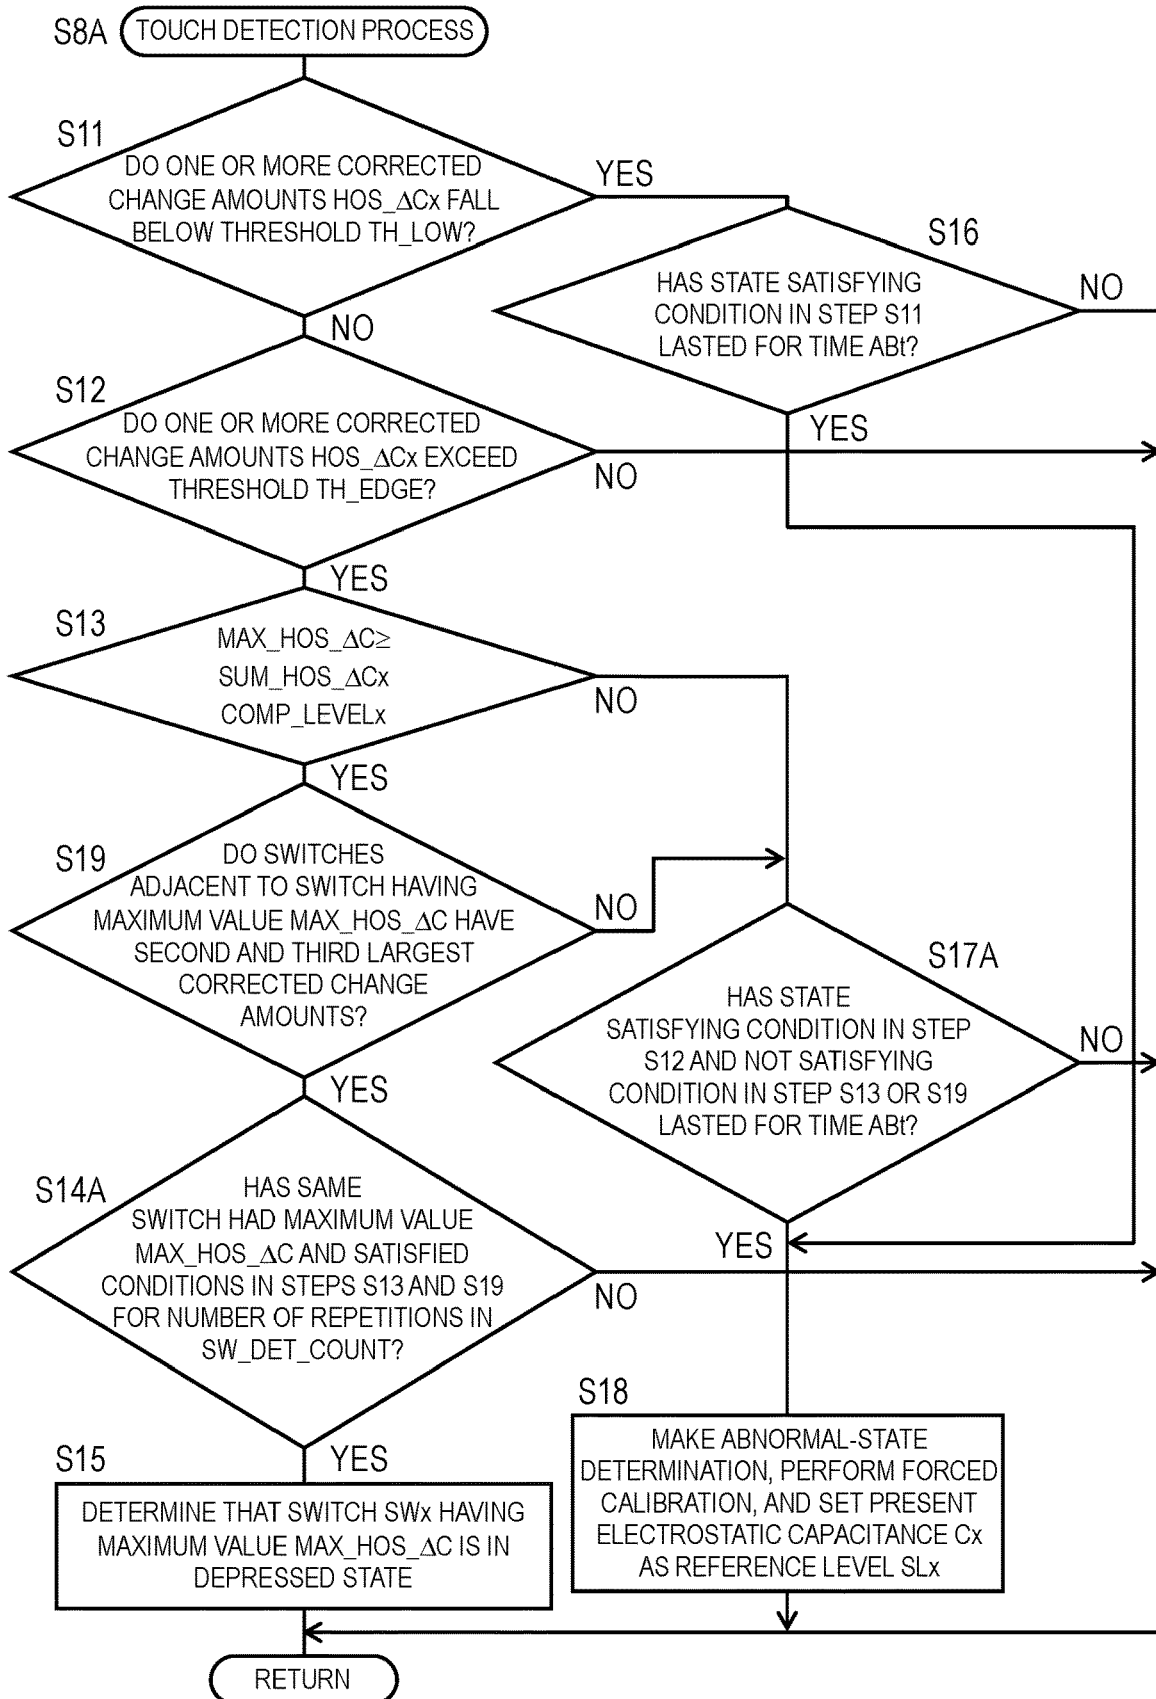 S8A
TOUCH DETECTION PROCESS
S11
DO ONE OR MORE CORRECTED
CHANGE AMOUNTS HOS_ΔCx FALL
BELOW THRESHOLD TH_LOW?
YES
NO
S16
HAS STATE SATISFYING
CONDITION IN STEP S11
LASTED FOR TIME ABt?
NO
YES
S12
DO ONE OR MORE CORRECTED
CHANGE AMOUNTS HOS_ΔCx EXCEED
THRESHOLD TH_EDGE?
NO
YES
S13
MAX_HOS_ΔC≥
SUM_HOS_ΔCx
COMP_LEVELx
NO
YES
S19
DO SWITCHES
ADJACENT TO SWITCH HAVING
MAXIMUM VALUE MAX_HOS_ΔC HAVE
SECOND AND THIRD LARGEST
CORRECTED CHANGE
AMOUNTS?
NO
YES
S17A
HAS STATE
SATISFYING CONDITION IN STEP
S12 AND NOT SATISFYING
CONDITION IN STEP S13 OR S19
LASTED FOR TIME ABt?
NO
YES
S14A
HAS SAME
SWITCH HAD MAXIMUM VALUE
MAX_HOS_ΔC AND SATISFIED
CONDITIONS IN STEPS S13 AND S19
FOR NUMBER OF REPETITIONS IN
SW_DET_COUNT?
NO
YES
S15
DETERMINE THAT SWITCH SWx HAVING
MAXIMUM VALUE MAX_HOS_ΔC IS IN
DEPRESSED STATE
S18
MAKE ABNORMAL-STATE
DETERMINATION, PERFORM FORCED
CALIBRATION, AND SET PRESENT
ELECTROSTATIC CAPACITANCE Cx
AS REFERENCE LEVEL SLx
RETURN